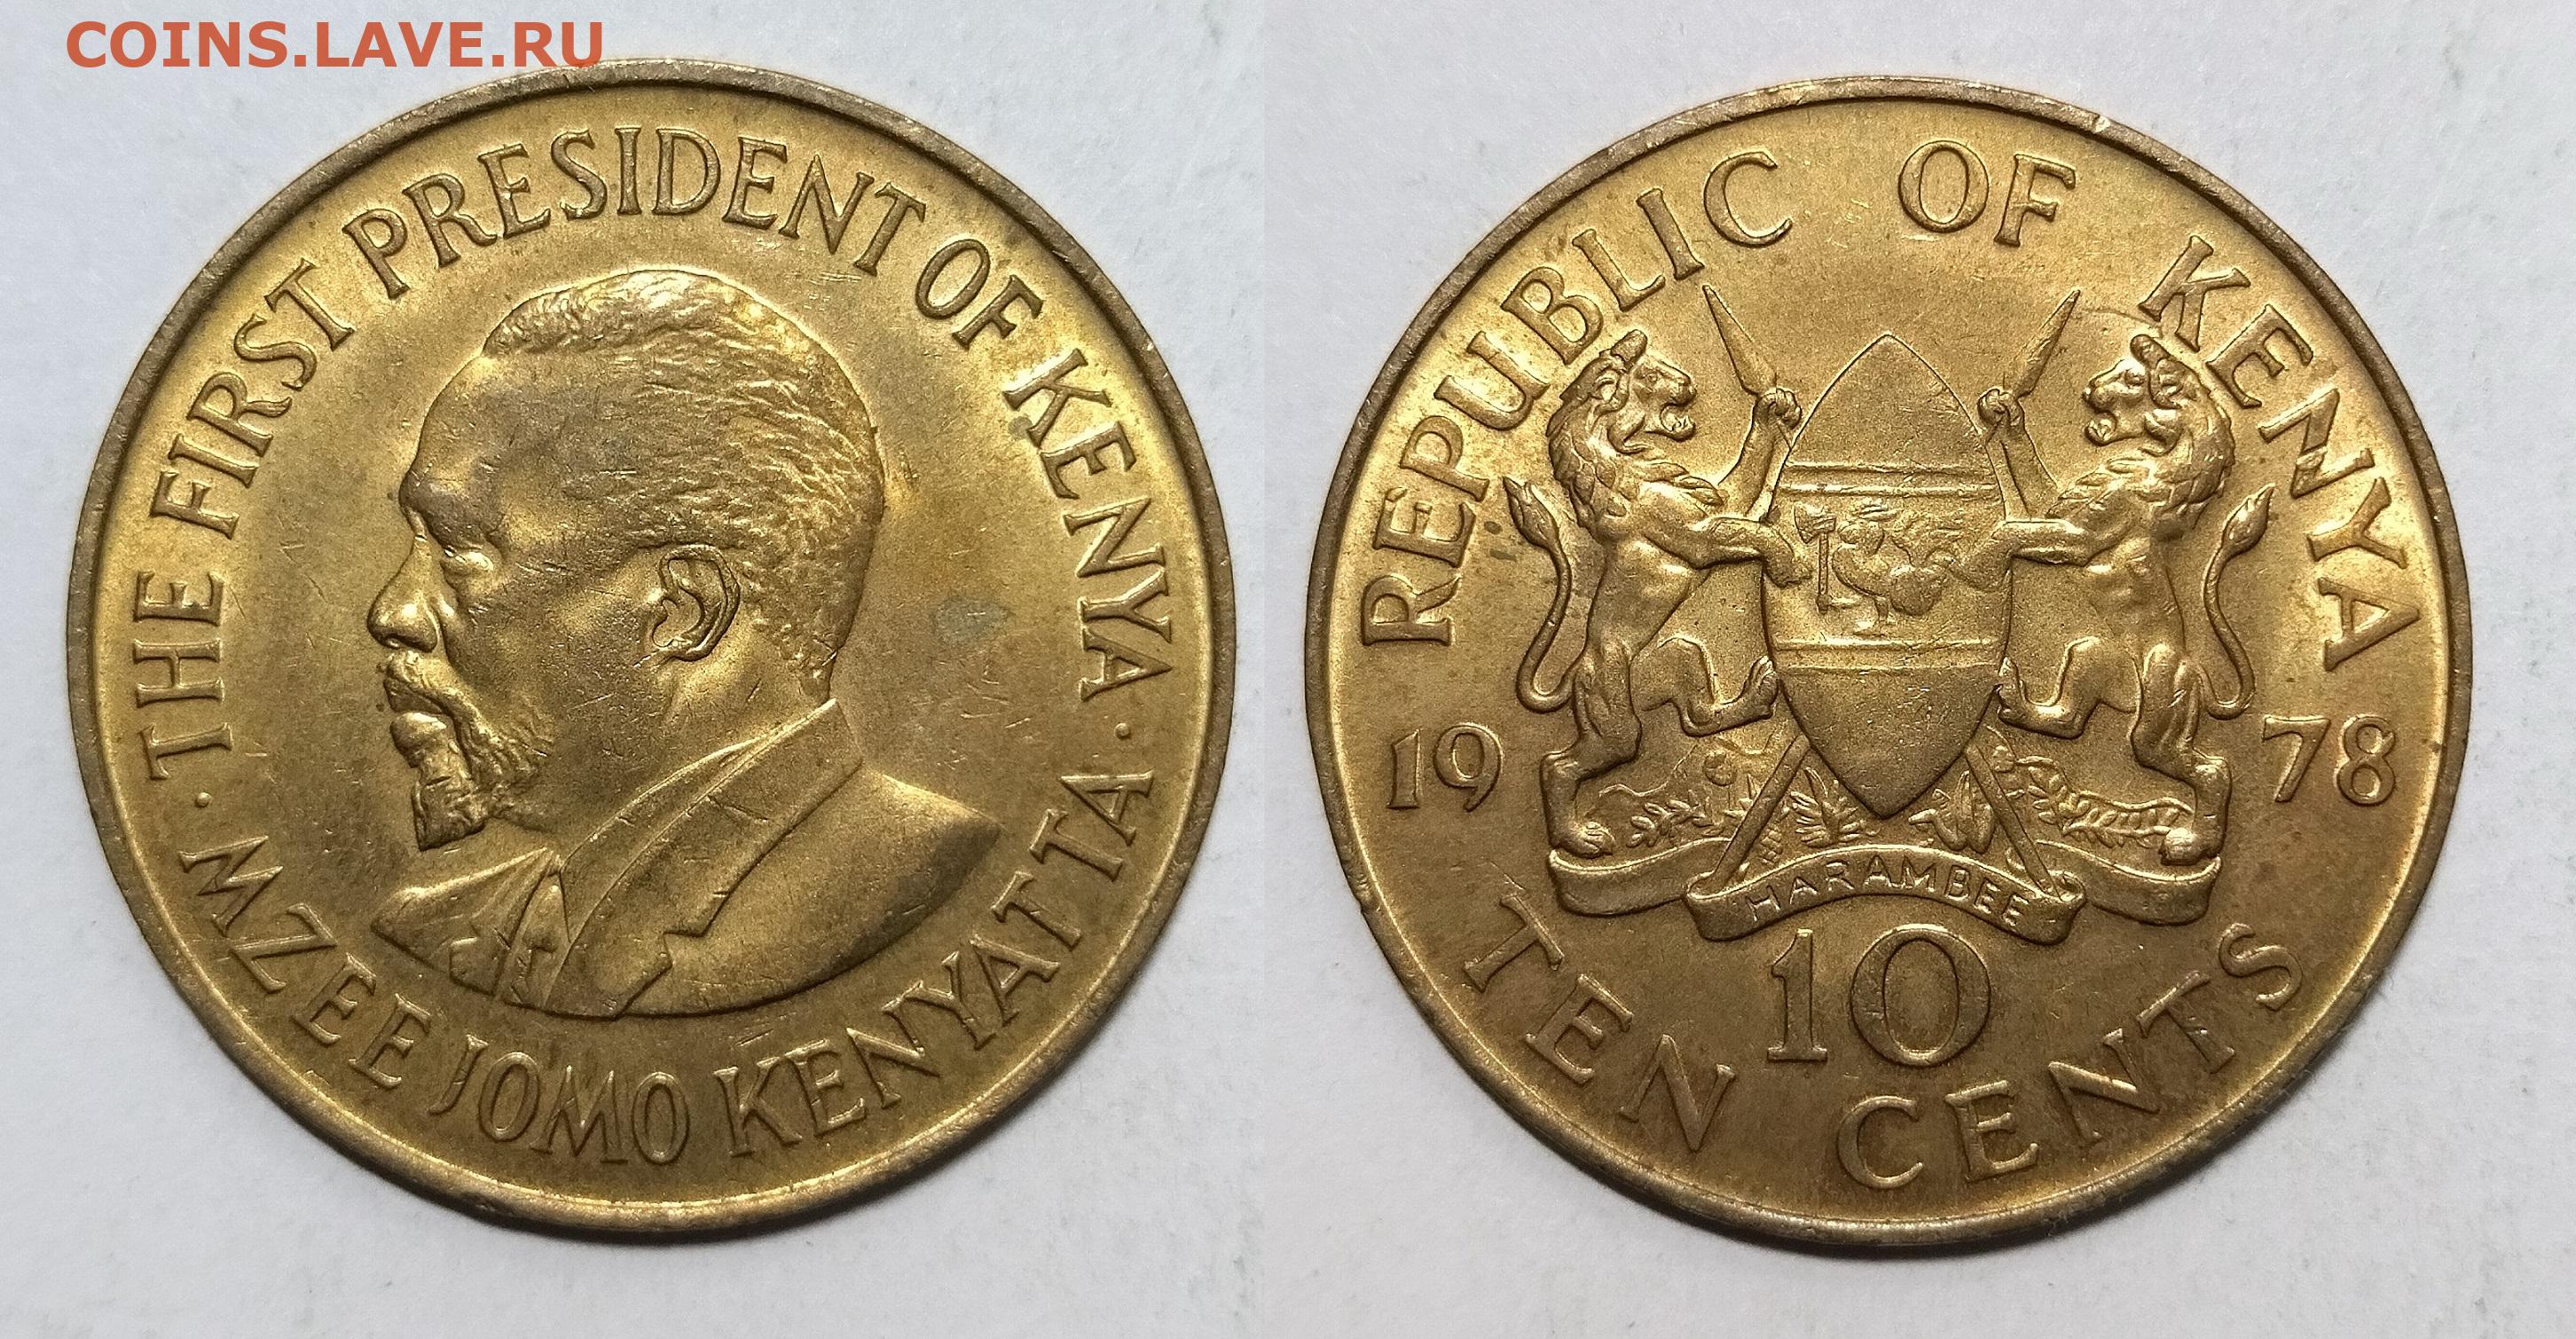 COINS.LAVE.RU
· THE FIRST PRESIDENT OF KENYA ·
MZEE JOMO KENYATTA
REPUBLIC OF KENYA
19 78
HARAMBEE
10
TEN CENTS